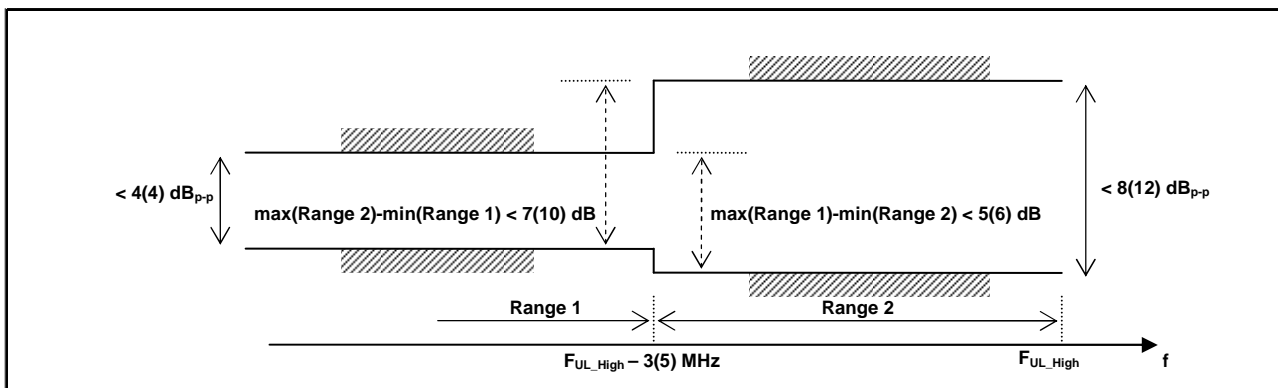 < 4(4) dBp-p
max(Range 2)-min(Range 1) < 7(10) dB
max(Range 1)-min(Range 2) < 5(6) dB
< 8(12) dBp-p
Range 1
Range 2
FUL_High – 3(5) MHz
FUL_High
f